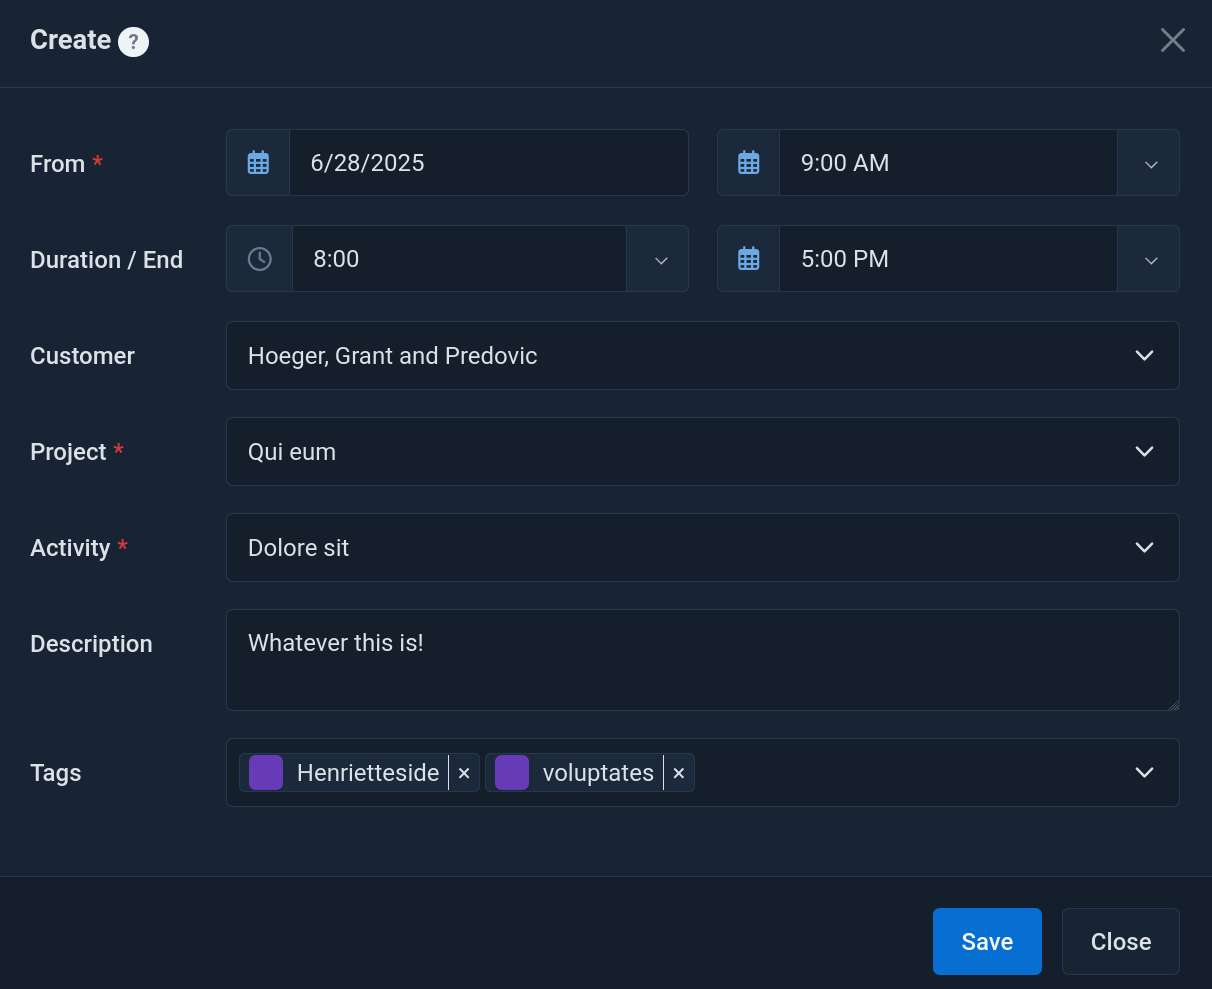 Create ?
From * 6/28/2025 9:00 AM
Duration / End 8:00 5:00 PM
Customer Hoeger, Grant and Predovic
Project * Qui eum
Activity * Dolore sit
Description Whatever this is!
Tags Henrietteside × voluptates ×
Save Close